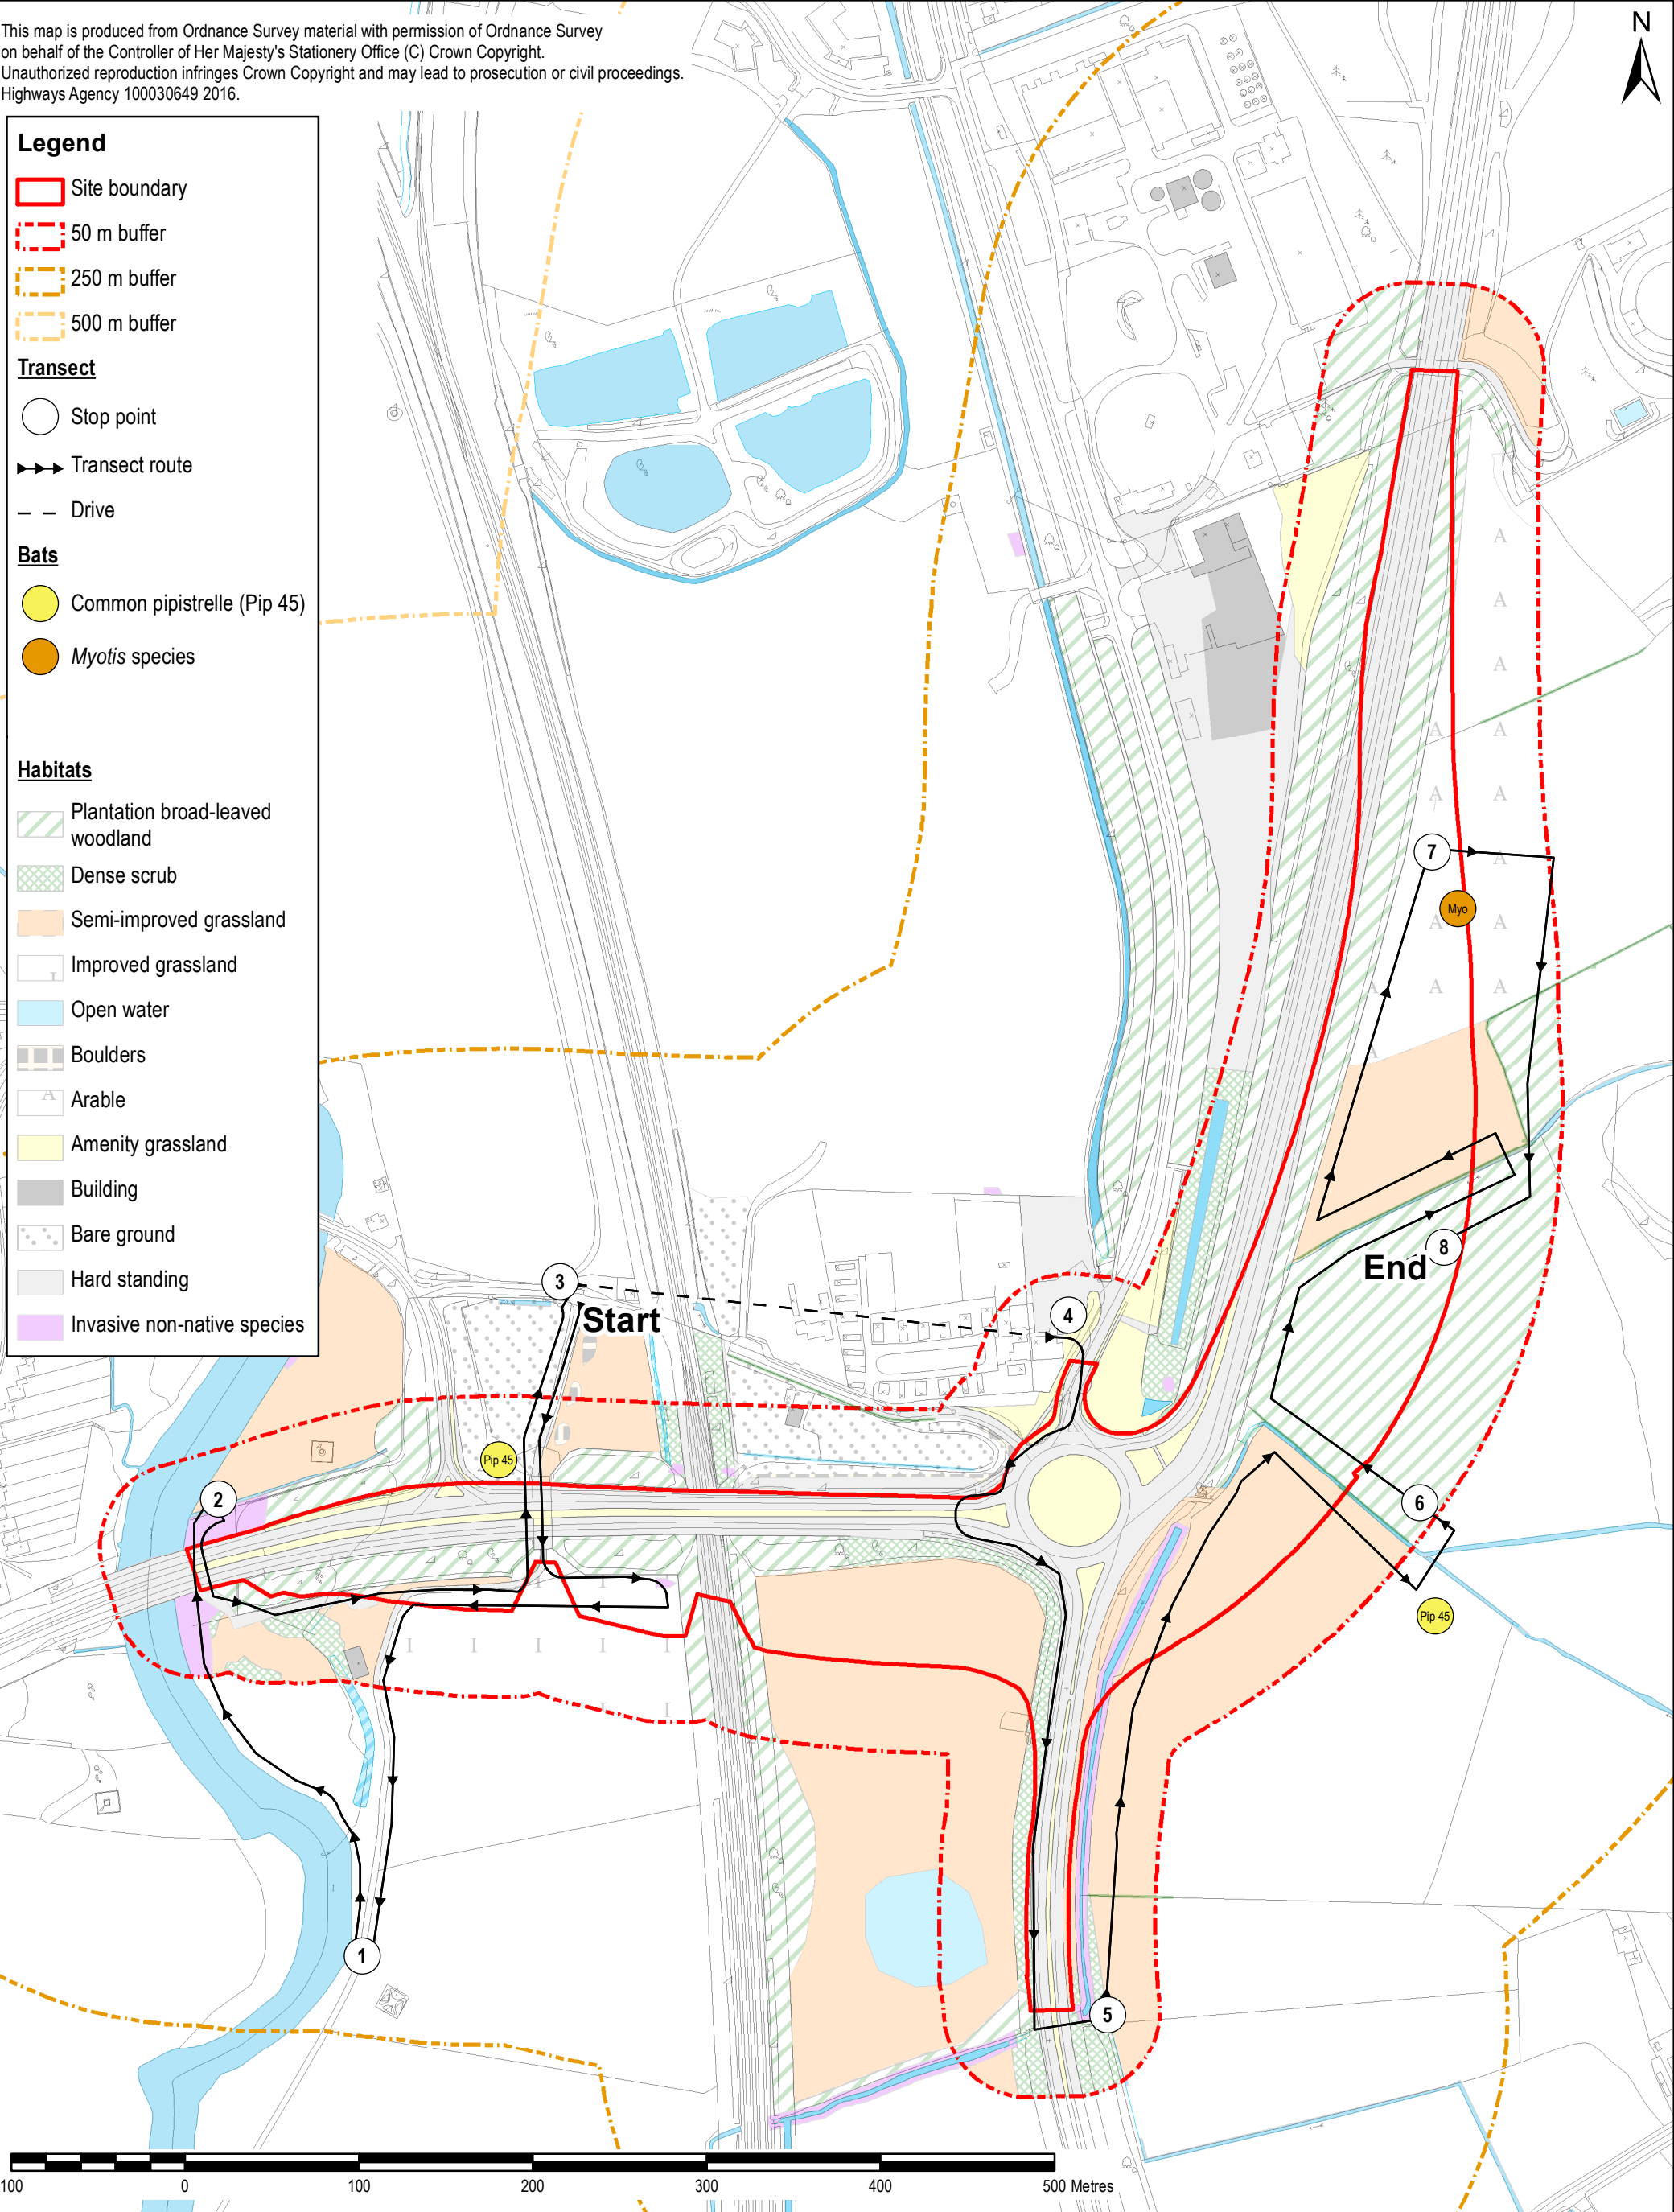 This map is produced from Ordnance Survey material with permission of Ordnance Survey
on behalf of the Controller of Her Majesty's Stationery Office (C) Crown Copyright.
Unauthorized reproduction infringes Crown Copyright and may lead to prosecution or civil proceedings.
Highways Agency 100030649 2016.
N
Legend
Site boundary
50 m buffer
250 m buffer
500 m buffer
Transect
Stop point
Transect route
Drive
Bats
Common pipistrelle (Pip 45)
Myotis species
Habitats
Plantation broad-leaved
woodland
Dense scrub
Semi-improved grassland
I Improved grassland
Open water
Boulders
A Arable
Amenity grassland
Building
Bare ground
Hard standing
Invasive non-native species
A
A
A
A A
A A
7
A
Myo
A A
A A A
A
8
End
3
Start
4
Pip 45
2
6
Pip 45
I I I
I I I I I
I I
1
5
100 0 100 200 300 400 500 Metres